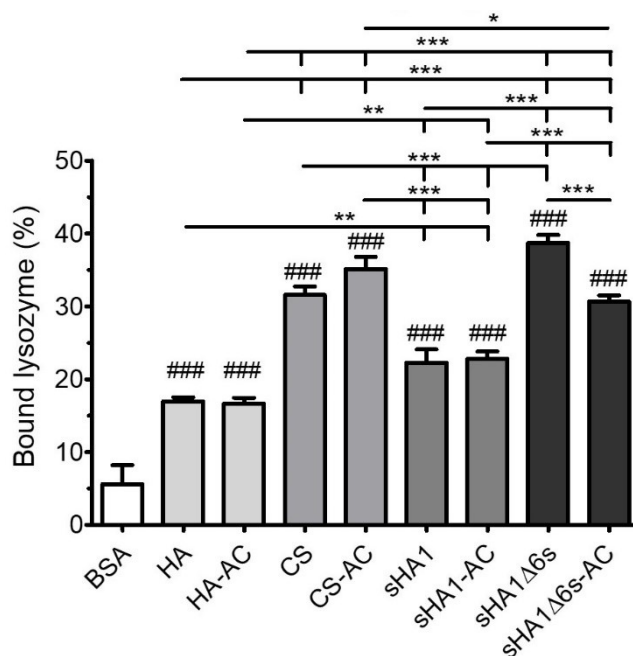 *
***
***
***
**
***
***
***
***
**
50
40
30
20
10
0
Bound lysozyme (%)
###
###
###
###
###
###
###
###
BSA
HA
HA-AC
CS
CS-AC
sHA1
sHA1-AC
sHA1Δ6s
sHA1Δ6s-AC